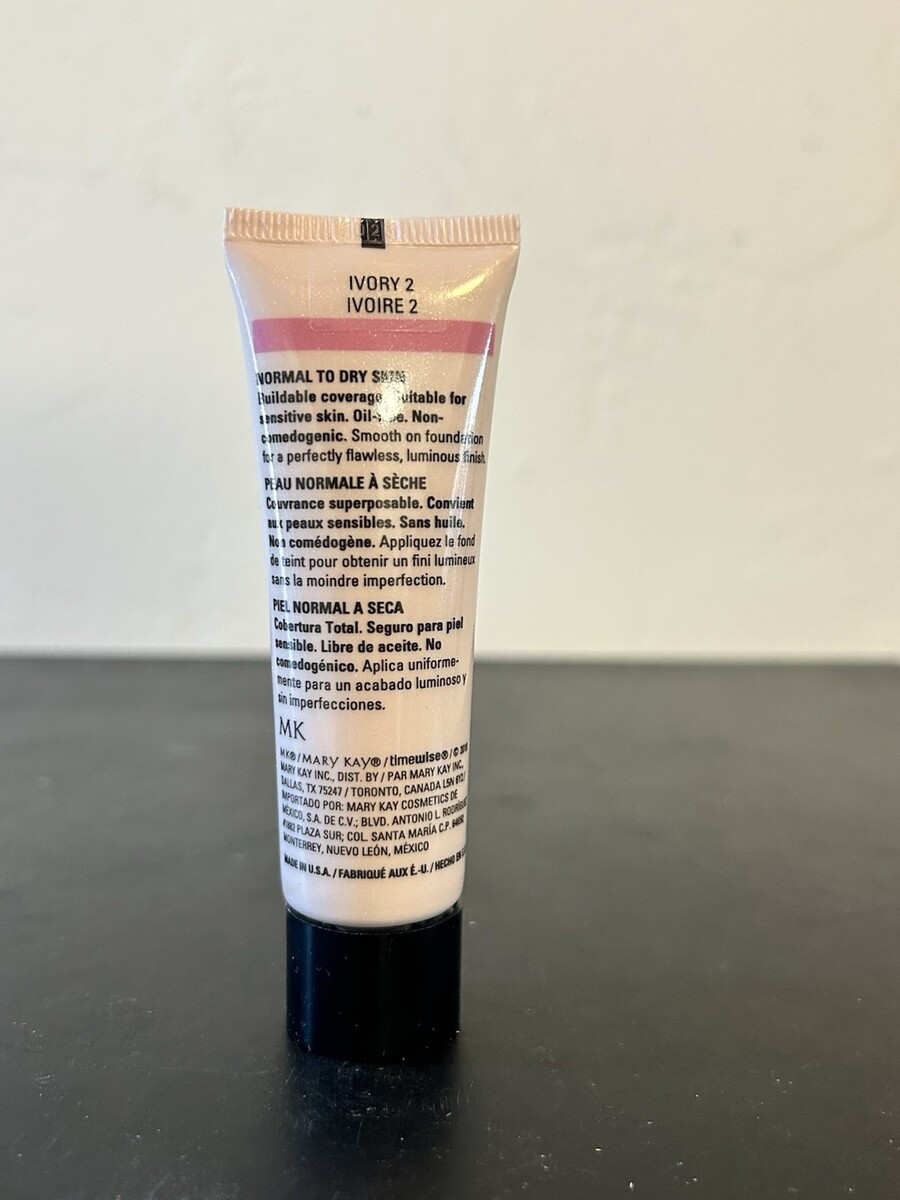 IVORY 2
IVOIRE 2
NORMAL TO DRY SKIN
Buildable coverage. Suitable for
sensitive skin. Oil-free. Non-
comedogenic. Smooth on foundation
for a perfectly flawless, luminous finish.
PEAU NORMALE À SÈCHE
Couvrance superposable. Convient
aux peaux sensibles. Sans huile.
Non comédogène. Appliquez le fond
de teint pour obtenir un fini lumineux
sans la moindre imperfection.
PIEL NORMAL A SECA
Cobertura Total. Seguro para piel
sensible. Libre de aceite. No
comedogénico. Aplica uniforme-
mente para un acabado luminoso y
sin imperfecciones.
MK
MK®/MARY KAY®/timewise®/©
MARY KAY INC., DIST. BY / PAR MARY KAY INC.,
DALLAS, TX 75247 / TORONTO, CANADA L5N 6Y2/
IMPORTADO POR: MARY KAY COSMETICS DE
MÉXICO, S.A. DE C.V.; BLVD. ANTONIO L. RODRÍGUEZ
#1882 PLAZA SUR; COL. SANTA MARÍA C.P. 64650
MONTERREY, NUEVO LEÓN, MÉXICO
MADE IN U.S.A. / FABRIQUÉ AUX É.-U. / HECHO EN